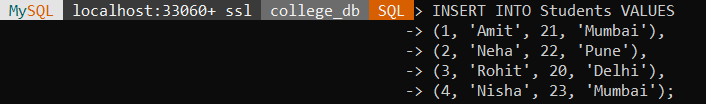 MySQL localhost:33060+ ssl college_db SQL > INSERT INTO Students VALUES
-> (1, 'Amit', 21, 'Mumbai'),
-> (2, 'Neha', 22, 'Pune'),
-> (3, 'Rohit', 20, 'Delhi'),
-> (4, 'Nisha', 23, 'Mumbai');